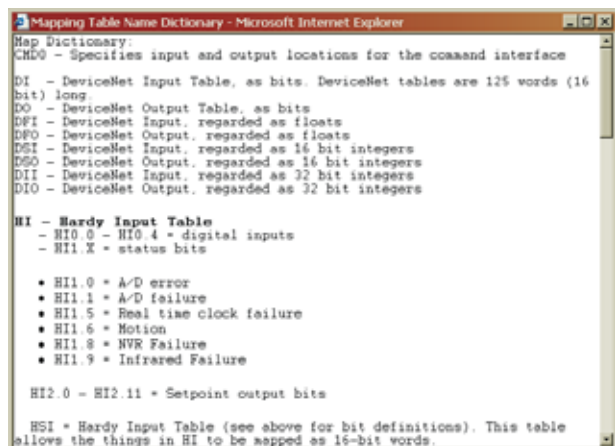 Mapping Table Name Dictionary - Microsoft Internet Explorer
Map Dictionary:
CMD0 - Specifies input and output locations for the command interface
DI - DeviceNet Input Table, as bits. DeviceNet tables are 125 words (16
bit) long.
DO - DeviceNet Output Table, as bits
DFI - DeviceNet Input, regarded as floats
DFO - DeviceNet Output, regarded as floats
DSI - DeviceNet Input, regarded as 16 bit integers
DSO - DeviceNet Output, regarded as 16 bit integers
DII - DeviceNet Input, regarded as 32 bit integers
DIO - DeviceNet Output, regarded as 32 bit integers
HI - Hardy Input Table
- HI0.0 - HI0.4 = digital inputs
- HI1.X = status bits
• HI1.0 = A/D error
• HI1.1 = A/D failure
• HI1.5 = Real time clock failure
• HI1.6 = Motion
• HI1.8 = NVR Failure
• HI1.9 = Infrared Failure
HI2.0 - HI2.11 = Setpoint output bits
HSI = Hardy Input Table (see above for bit definitions). This table
allows the things in HI to be mapped as 16-bit words.